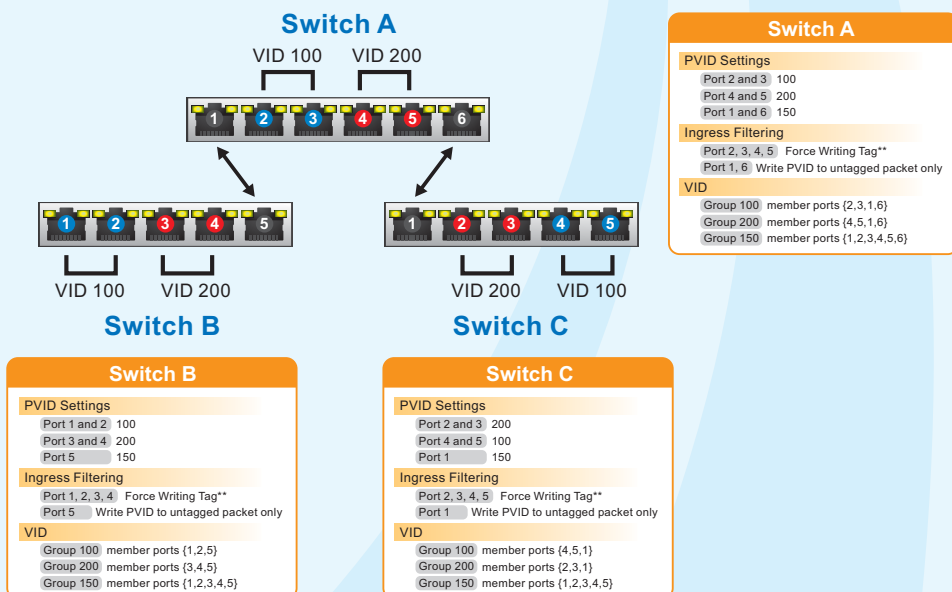 Switch A
VID 100 VID 200
1 2 3 4 5 6
1 2 3 4 5
1 2 3 4 5
VID 100 VID 200
VID 200 VID 100
Switch B
Switch C
Switch A
PVID Settings
Port 2 and 3 100
Port 4 and 5 200
Port 1 and 6 150
Ingress Filtering
Port 2, 3, 4, 5 Force Writing Tag**
Port 1, 6 Write PVID to untagged packet only
VID
Group 100 member ports {2,3,1,6}
Group 200 member ports {4,5,1,6}
Group 150 member ports {1,2,3,4,5,6}
Switch B
PVID Settings
Port 1 and 2 100
Port 3 and 4 200
Port 5 150
Ingress Filtering
Port 1, 2, 3, 4 Force Writing Tag**
Port 5 Write PVID to untagged packet only
VID
Group 100 member ports {1,2,5}
Group 200 member ports {3,4,5}
Group 150 member ports {1,2,3,4,5}
Switch C
PVID Settings
Port 2 and 3 200
Port 4 and 5 100
Port 1 150
Ingress Filtering
Port 2, 3, 4, 5 Force Writing Tag**
Port 1 Write PVID to untagged packet only
VID
Group 100 member ports {4,5,1}
Group 200 member ports {2,3,1}
Group 150 member ports {1,2,3,4,5}